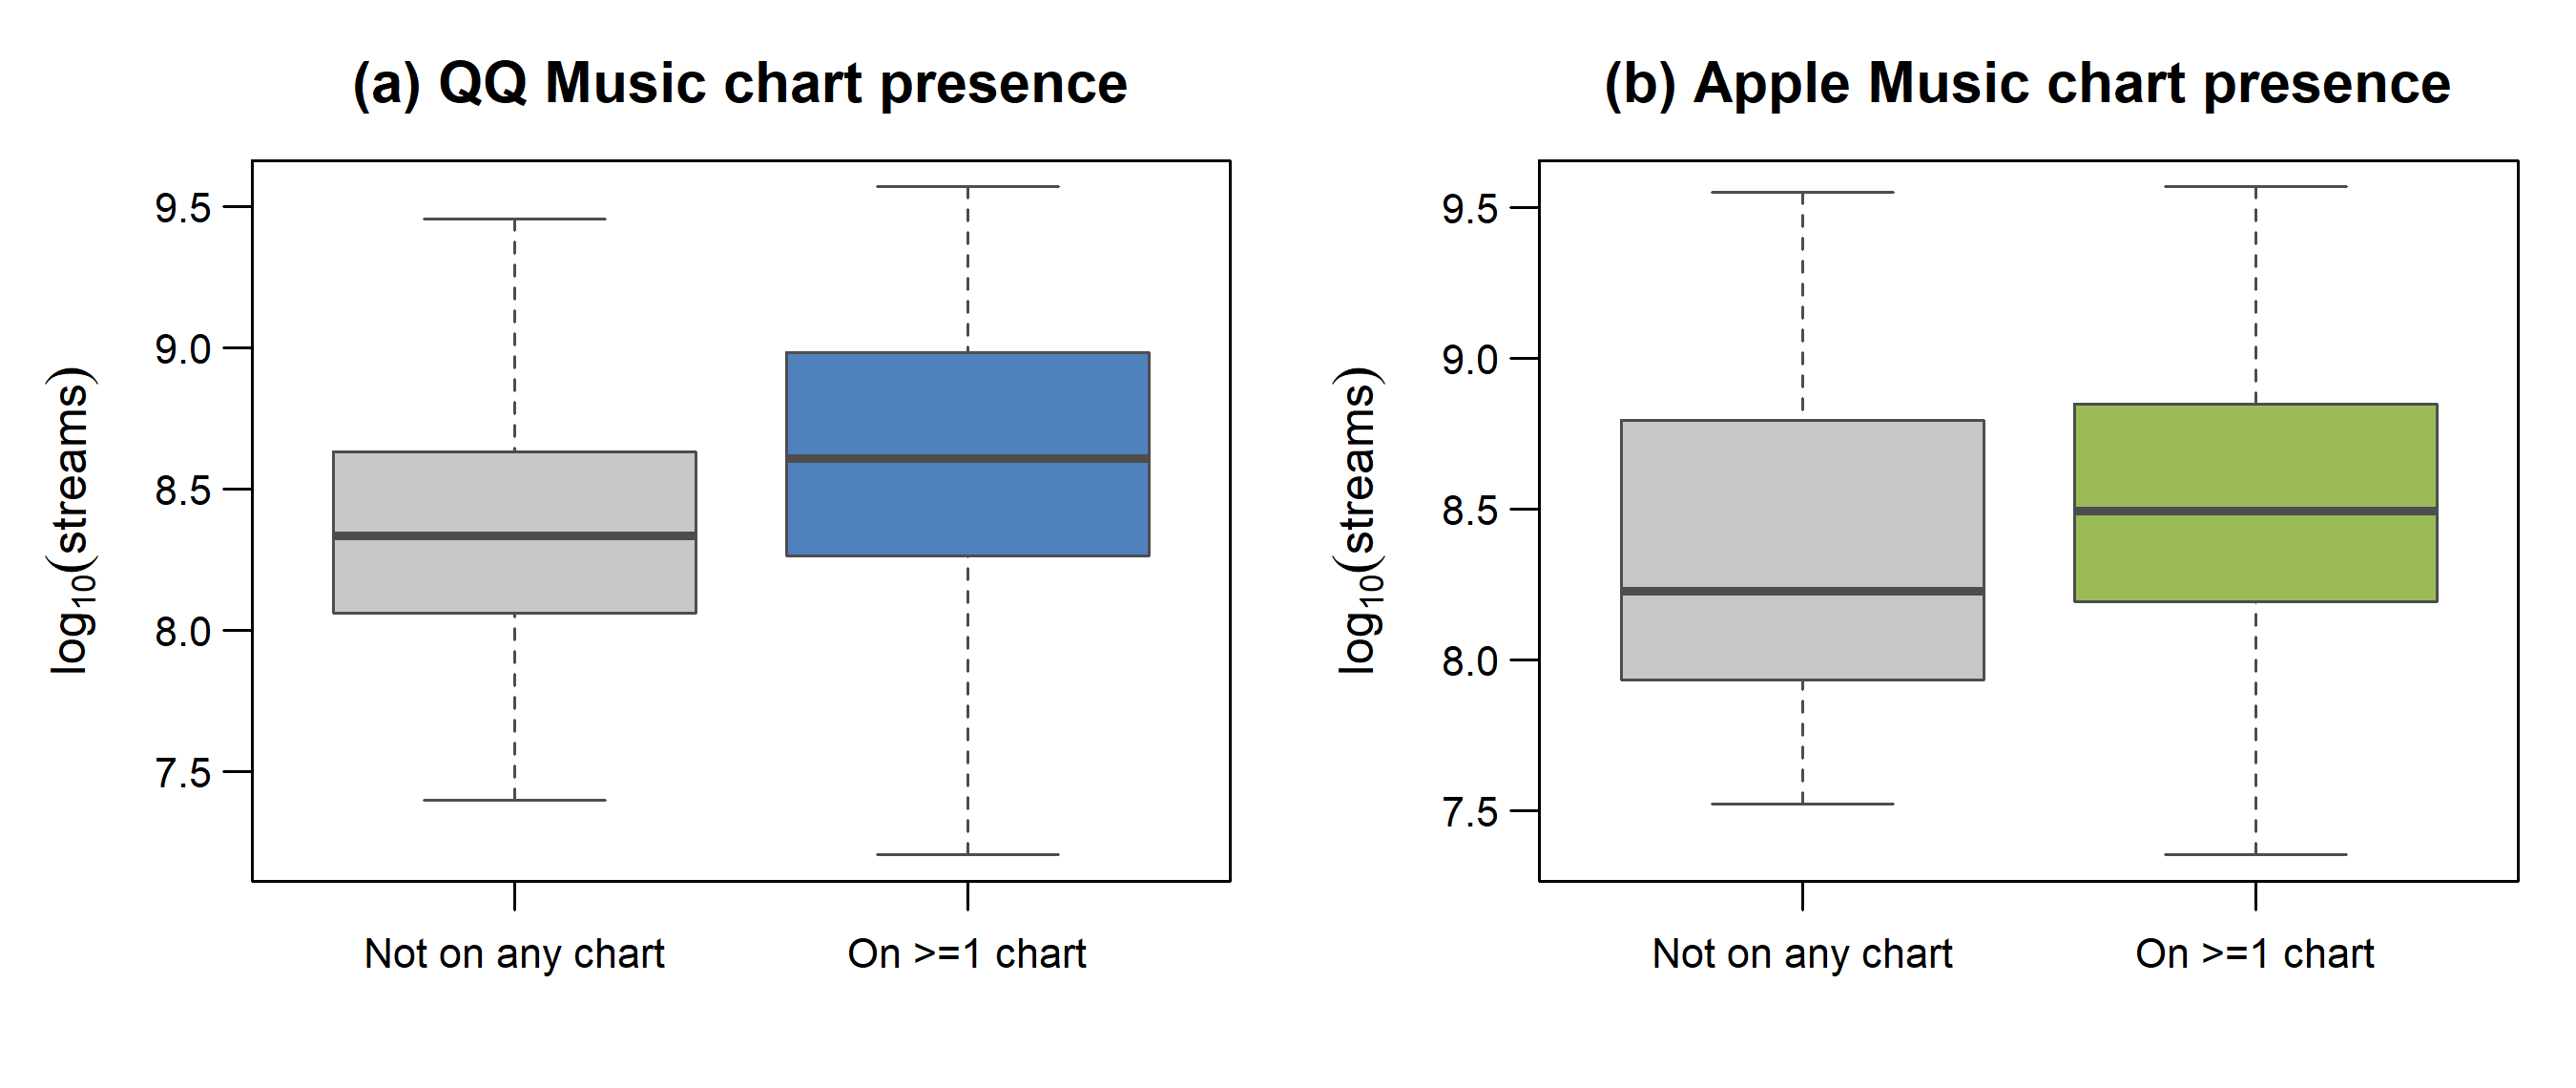 (a) QQ Music chart presence
log10(streams)
9.5
9.0
8.5
8.0
7.5
Not on any chart
On >=1 chart
(b) Apple Music chart presence
log10(streams)
9.5
9.0
8.5
8.0
7.5
Not on any chart
On >=1 chart